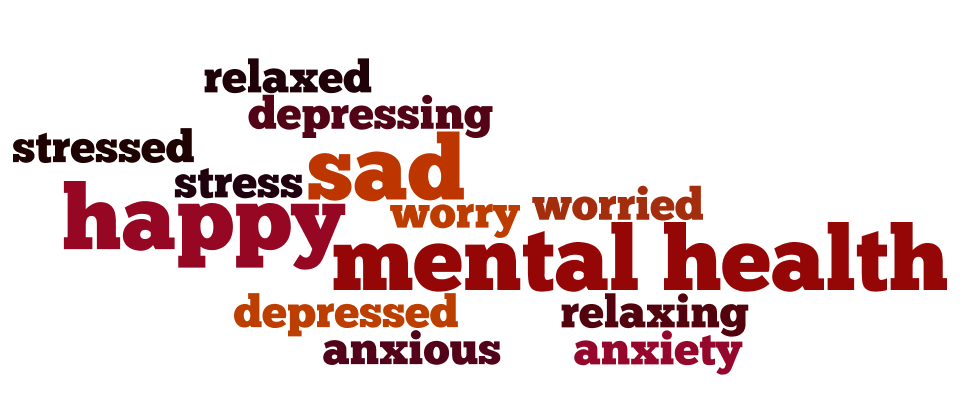 relaxed
depressing
stressed
sad
stress
happy
worry
worried
mental health
depressed
relaxing
anxious
anxiety